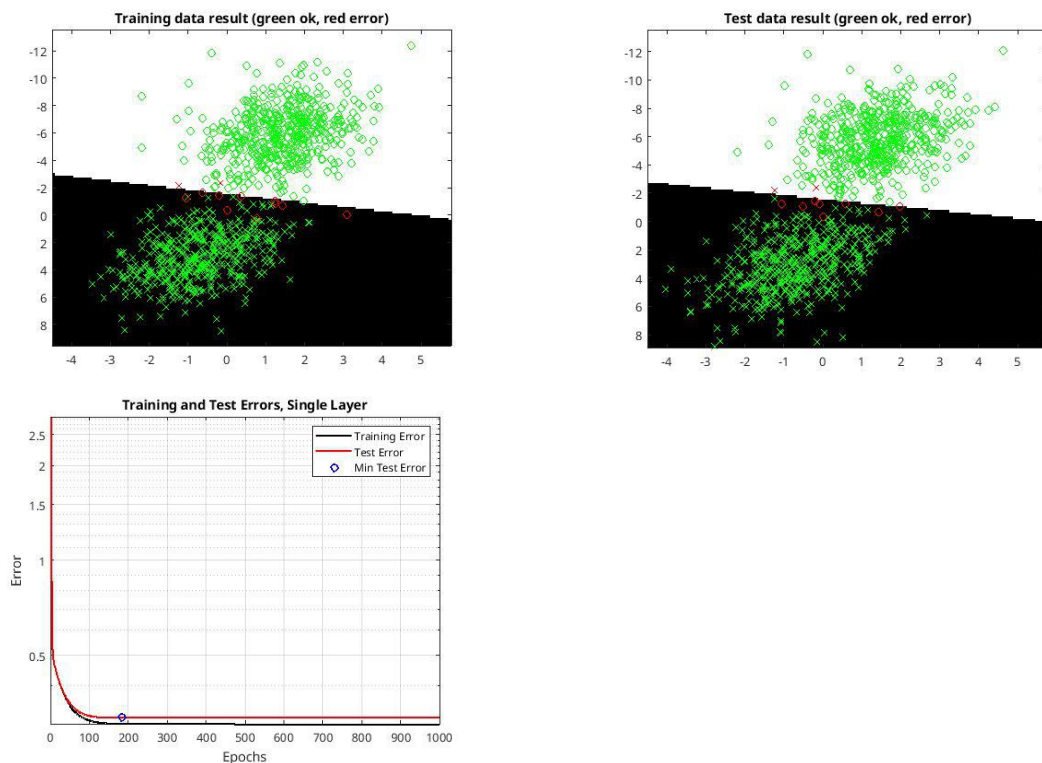 Training data result (green ok, red error)
-12
-10
-8
-6
-4
-2
0
2
4
6
8
-4 -3 -2 -1 0 1 2 3 4 5
Test data result (green ok, red error)
-12
-10
-8
-6
-4
-2
0
2
4
6
8
-4 -3 -2 -1 0 1 2 3 4 5
Training and Test Errors, Single Layer
2.5
2
1.5
1
0.5
Error
Training Error
Test Error
Min Test Error
0 100 200 300 400 500 600 700 800 900 1000
Epochs